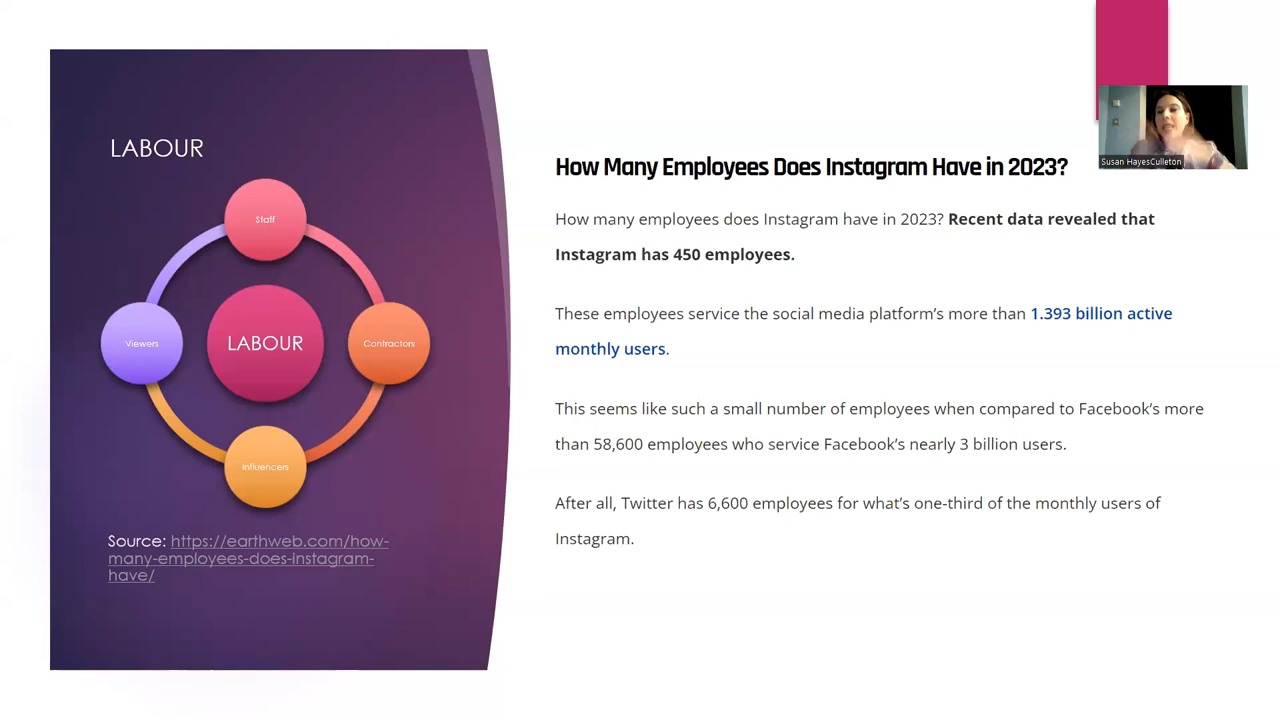 LABOUR
Staff
Viewers
LABOUR
Contractors
Influencers
Source: https://earthweb.com/how-
many-employees-does-instagram-
have/
How Many Employees Does Instagram Have in 2023?
How many employees does Instagram have in 2023? Recent data revealed that
Instagram has 450 employees.
These employees service the social media platform’s more than 1.393 billion active
monthly users.
This seems like such a small number of employees when compared to Facebook’s more
than 58,600 employees who service Facebook’s nearly 3 billion users.
After all, Twitter has 6,600 employees for what’s one-third of the monthly users of
Instagram.
Susan HayesCulleton